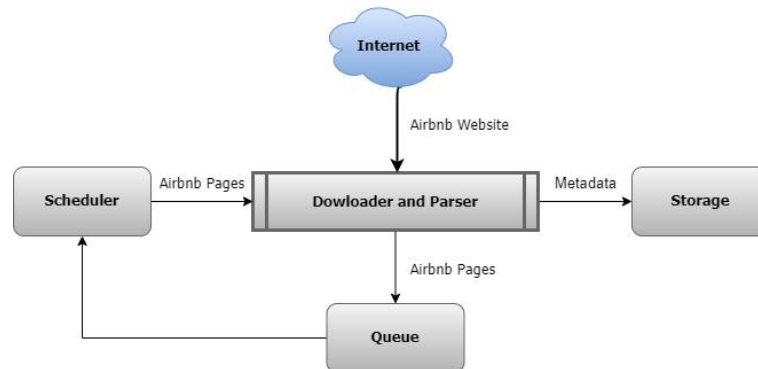 Internet
Airbnb Website
Scheduler
Airbnb Pages
Dowloader and Parser
Metadata
Storage
Airbnb Pages
Queue